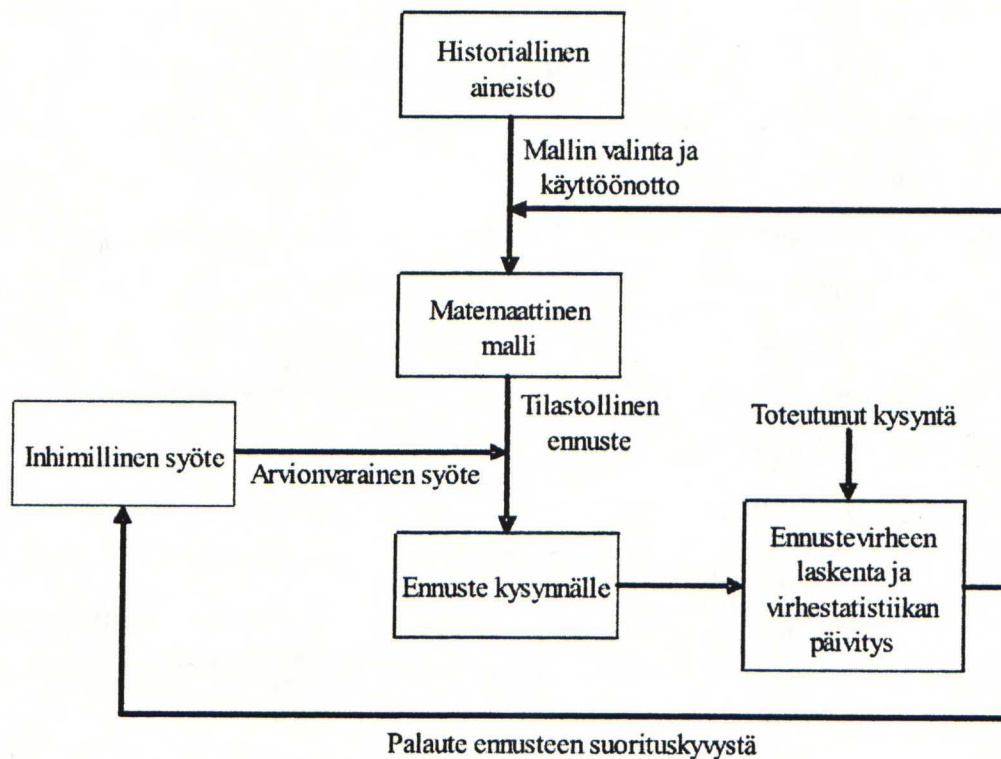 Historiallinen
aineisto
Mallin valinta ja
käyttöönotto
Matemaattinen
malli
Tilastollinen
ennuste
Toteutunut kysyntä
Inhimillinen syöte
Arvionvarainen syöte
Ennuste kysynnälle
Ennustevirheen
laskenta ja
virhestatistiikan
päivitys
Palaute ennusteen suorituskyvystä